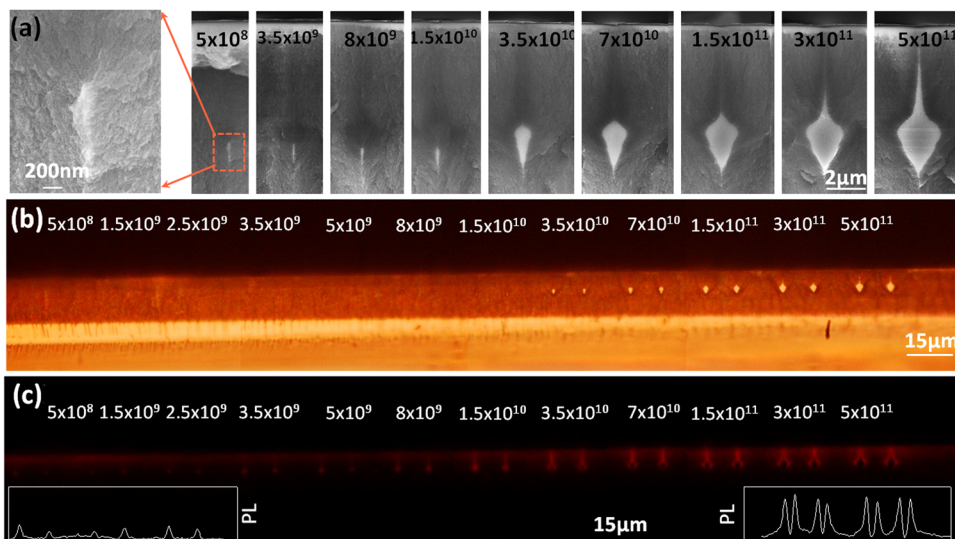 (a)
5x10⁸ 3.5x10⁹ 8x10⁹ 1.5x10¹⁰ 3.5x10¹⁰ 7x10¹⁰ 1.5x10¹¹ 3x10¹¹ 5x10¹¹
200nm
2μm
(b)
5x10⁸ 1.5x10⁹ 2.5x10⁹ 3.5x10⁹ 5x10⁹ 8x10⁹ 1.5x10¹⁰ 3.5x10¹⁰ 7x10¹⁰ 1.5x10¹¹ 3x10¹¹ 5x10¹¹
15μm
(c)
5x10⁸ 1.5x10⁹ 2.5x10⁹ 3.5x10⁹ 5x10⁹ 8x10⁹ 1.5x10¹⁰ 3.5x10¹⁰ 7x10¹⁰ 1.5x10¹¹ 3x10¹¹ 5x10¹¹
PL
15μm
PL